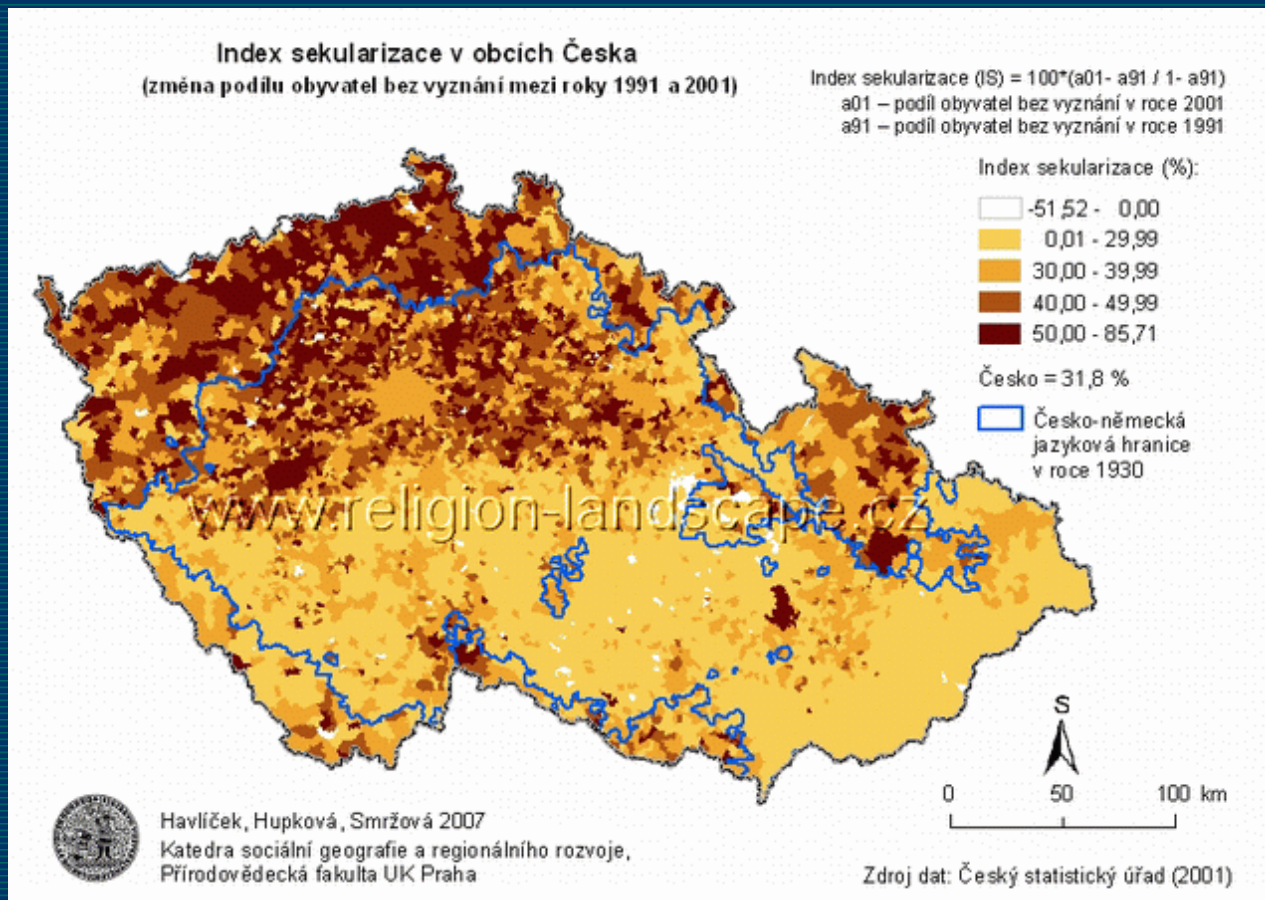 Index sekularizace v obcích Česka
(změna podílu obyvatel bez vyznání mezi roky 1991 a 2001)
Index sekularizace (IS) = 100*(a01- a91 / 1- a91)
a01 – podíl obyvatel bez vyznání v roce 2001
a91 – podíl obyvatel bez vyznání v roce 1991
Index sekularizace (%):
-51,52 - 0,00
0,01 - 29,99
30,00 - 39,99
40,00 - 49,99
50,00 - 85,71
Česko = 31,8 %
Česko-německá
jazyková hranice
v roce 1930
www.religion-landscape.cz
S
0 50 100 km
Havlíček, Hupková, Smržová 2007
Katedra sociální geografie a regionálního rozvoje,
Přírodovědecká fakulta UK Praha
Zdroj dat: Český statistický úřad (2001)